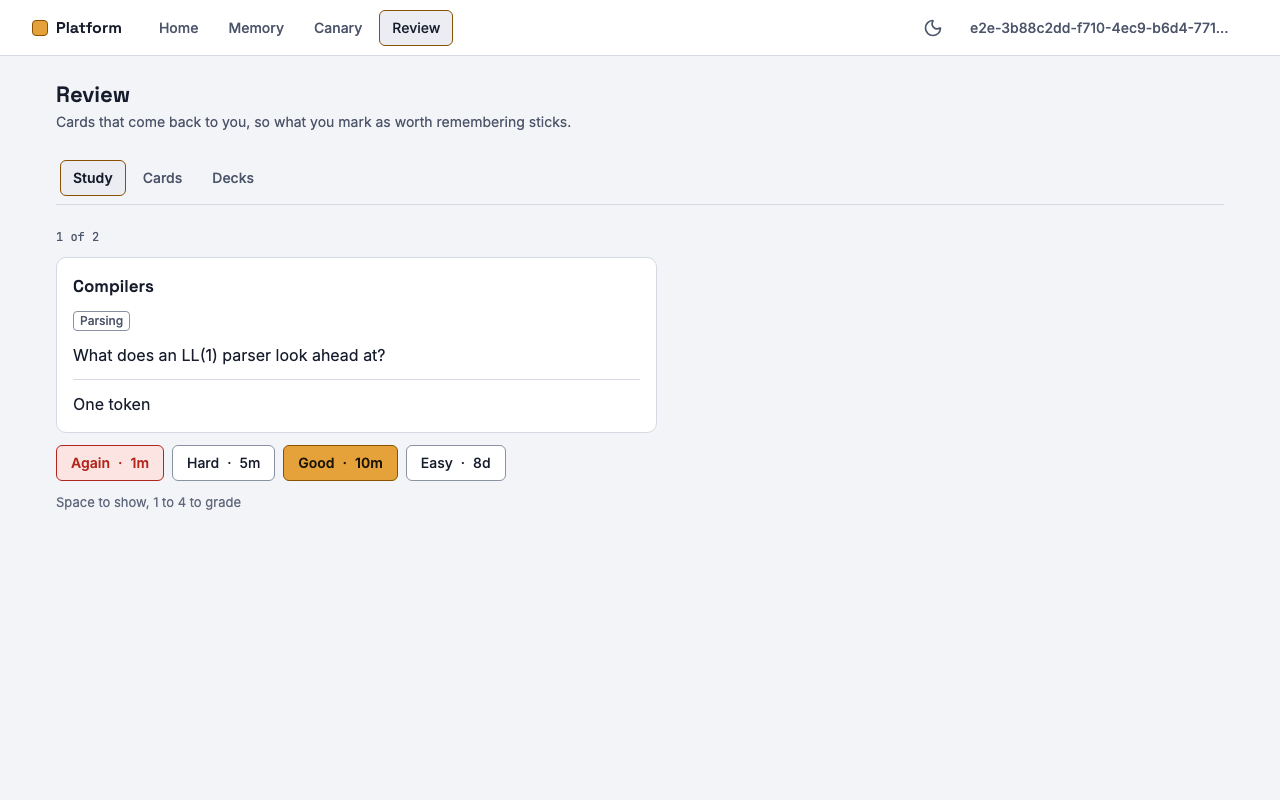 Platform Home Memory Canary Review e2e-3b88c2dd-f710-4ec9-b6d4-771...
Review
Cards that come back to you, so what you mark as worth remembering sticks.
Study Cards Decks
1 of 2
Compilers
Parsing
What does an LL(1) parser look ahead at?
One token
Again · 1m Hard · 5m Good · 10m Easy · 8d
Space to show, 1 to 4 to grade